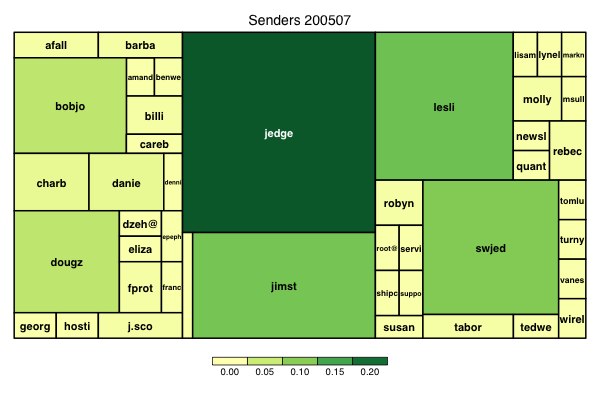 Senders 200507
afall
barba
bobjo
amand
benwe
billi
careb
charb
danie
denni
dougz
dzeh@
epeph
eliza
fprot
franc
georg
hosti
j.sco
jedge
jimst
lesli
lisam
lynel
markn
molly
msull
newsl
quant
rebec
robyn
root@
servi
shipc
suppo
susan
swjed
tabor
tedwe
tomlu
turny
vanes
wirel
0.00 0.05 0.10 0.15 0.20